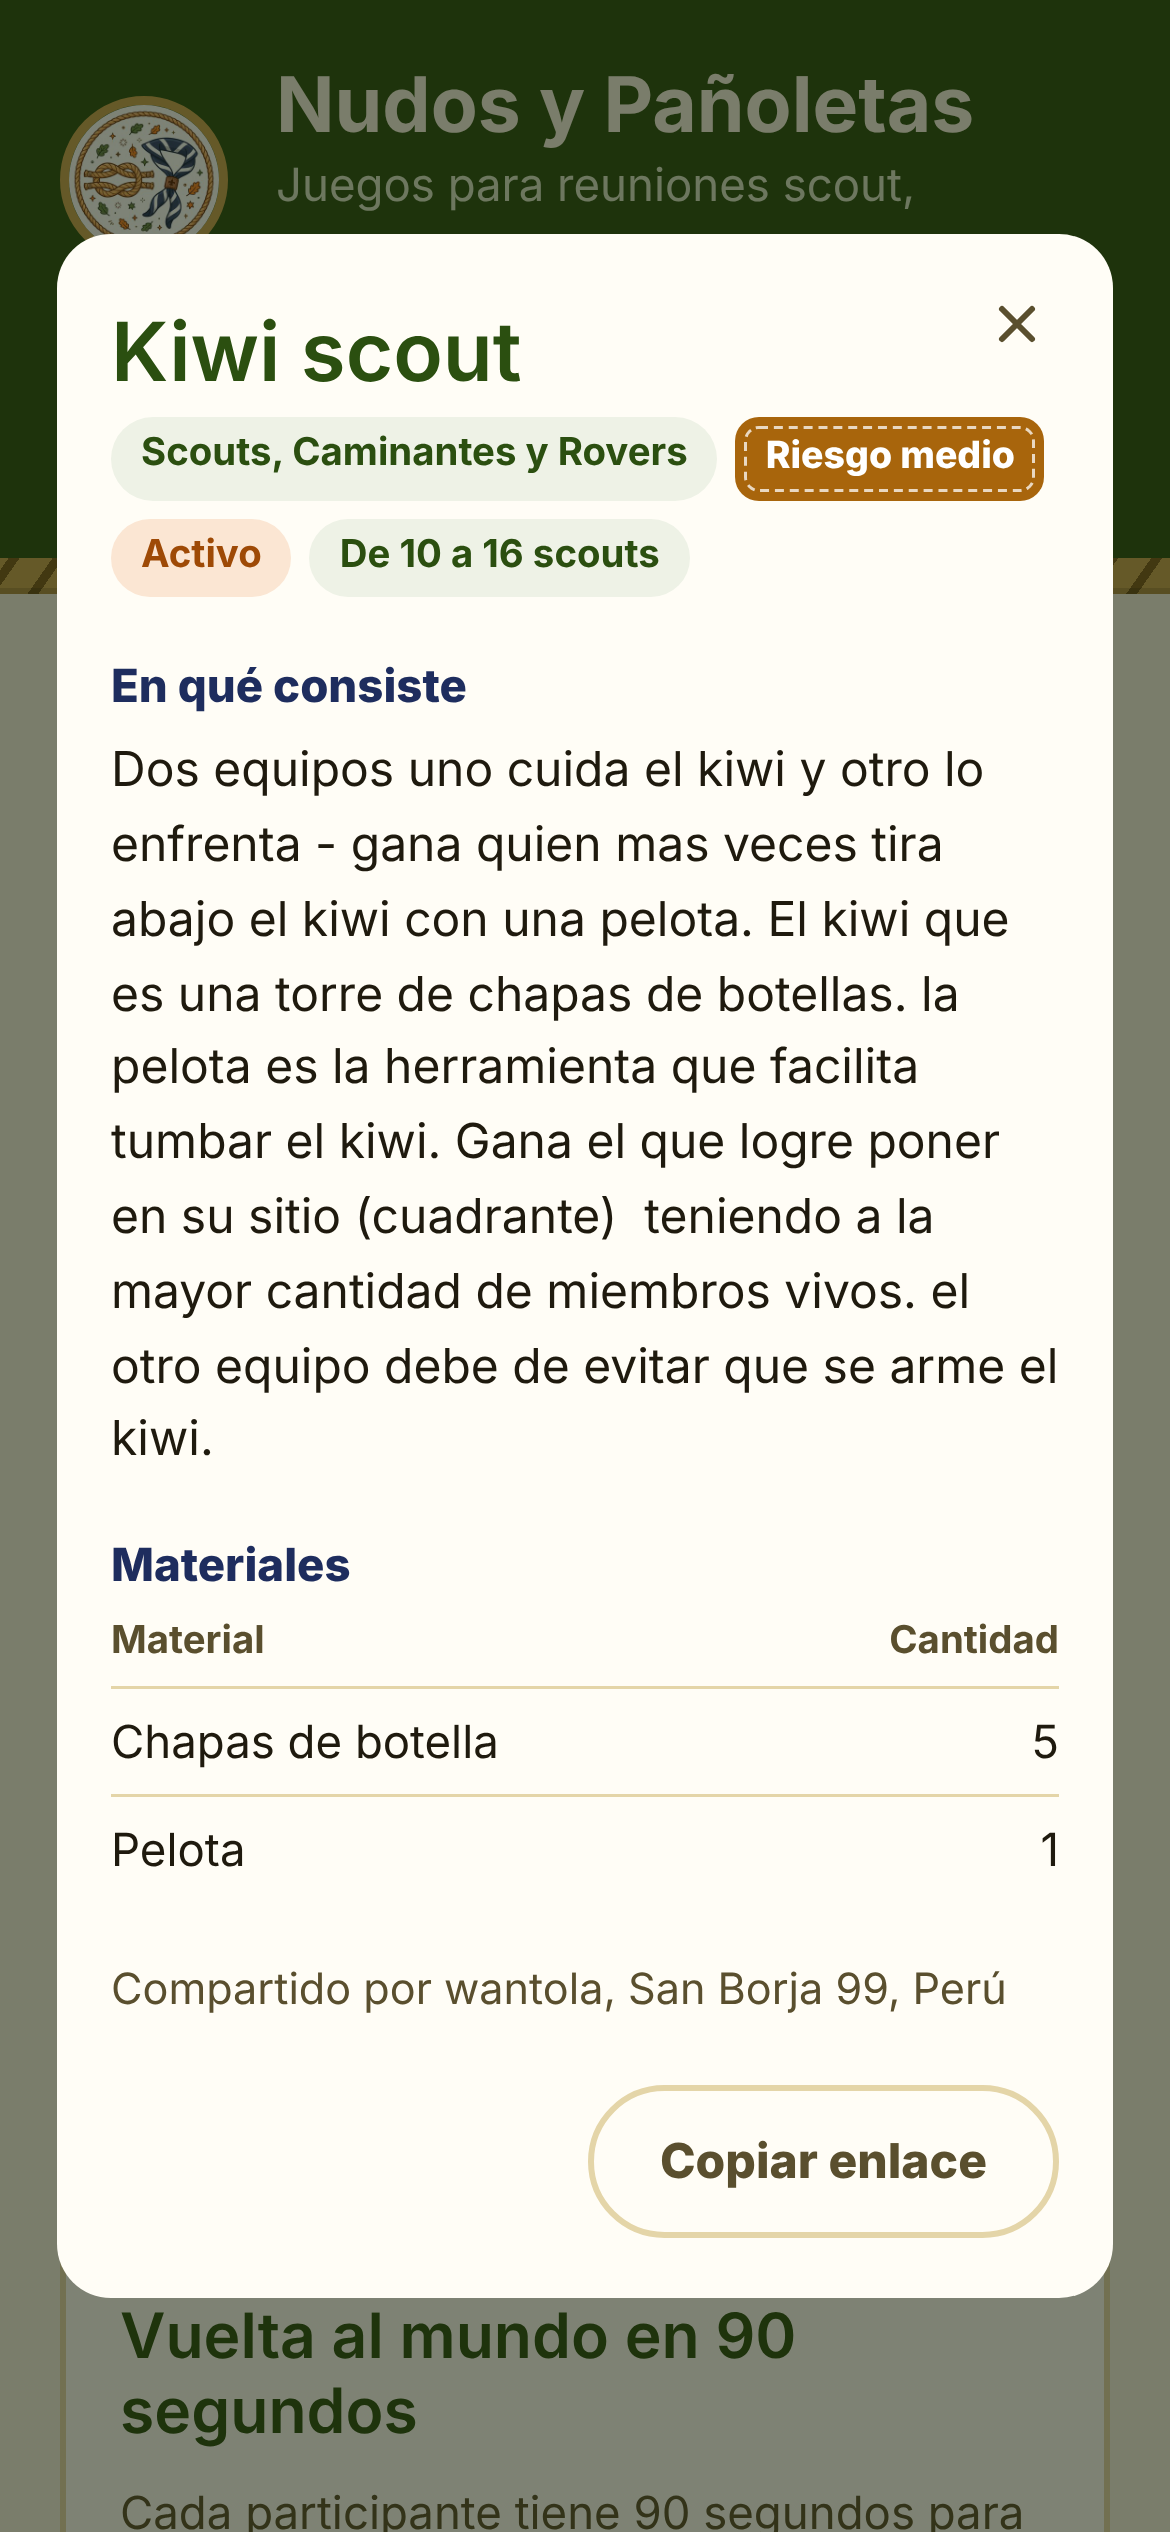 Nudos y Pañoletas
Juegos para reuniones scout,
Kiwi scout
Scouts, Caminantes y Rovers
Riesgo medio
Activo
De 10 a 16 scouts
En qué consiste
Dos equipos uno cuida el kiwi y otro lo
enfrenta - gana quien mas veces tira
abajo el kiwi con una pelota. El kiwi que
es una torre de chapas de botellas. la
pelota es la herramienta que facilita
tumbar el kiwi. Gana el que logre poner
en su sitio (cuadrante)  teniendo a la
mayor cantidad de miembros vivos. el
otro equipo debe de evitar que se arme el
kiwi.
Materiales
Material Cantidad
Chapas de botella 5
Pelota 1
Compartido por wantola, San Borja 99, Perú
Copiar enlace
Vuelta al mundo en 90
segundos
Cada participante tiene 90 segundos para